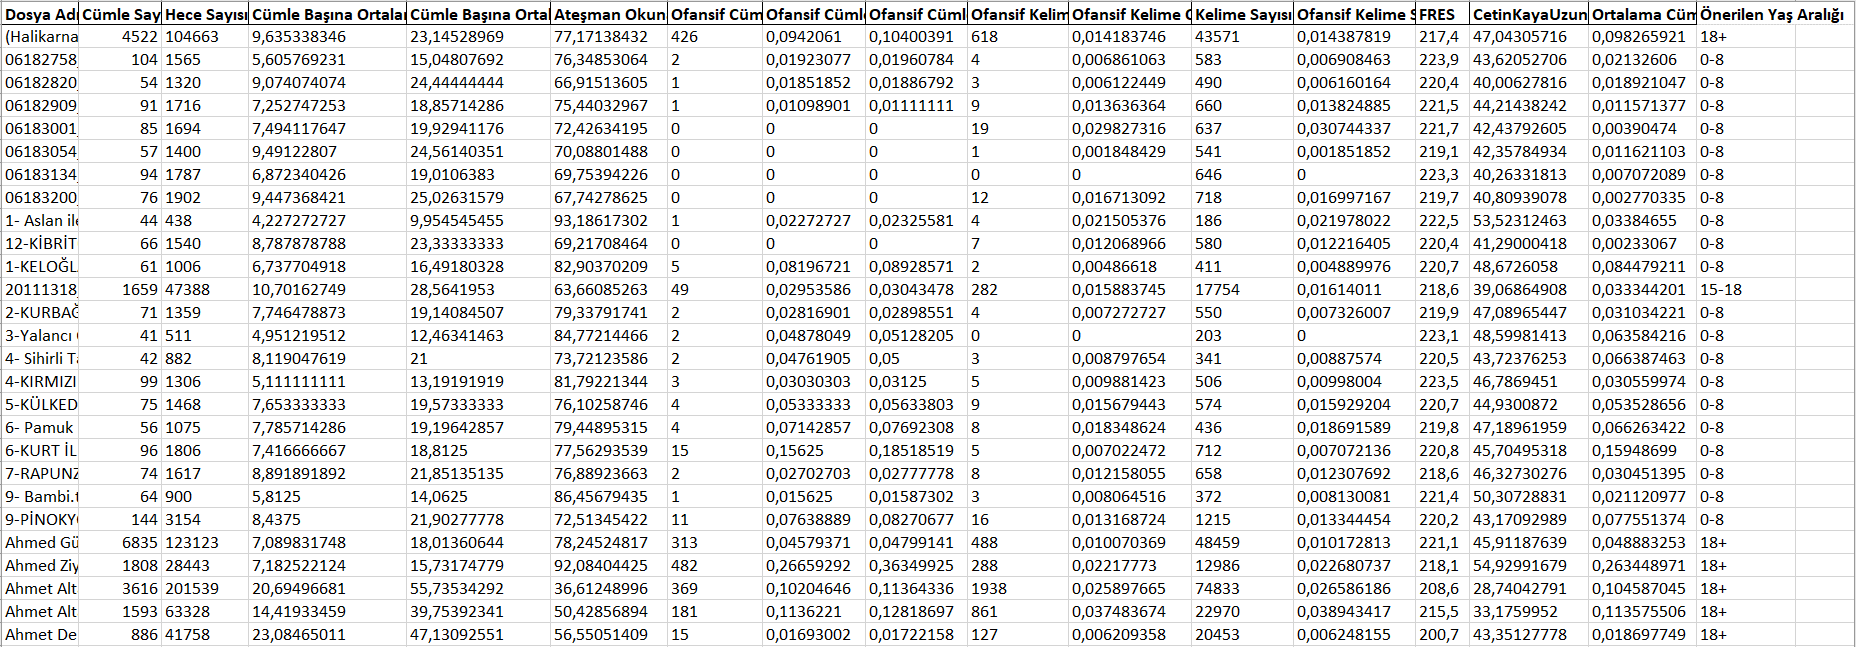 Dosya Adı Cümle Say Hece Sayısı Cümle Başına Ortalar Cümle Başına Ortal Ateşman Okun Ofansif Cüm Ofansif Cümle Ofansif Cüml Ofansif Kelim Ofansif Kelime O Kelime Sayısı Ofansif Kelime S FRES CetinKayaUzun Ortalama Cüm Önerilen Yaş Aralığı
(Halikarna 4522 104663 9,635338346 23,14528969 77,17138432 426 0,0942061 0,10400391 618 0,014183746 43571 0,014387819 217,4 47,04305716 0,098265921 18+
06182758_ 104 1565 5,605769231 15,04807692 76,34853064 2 0,01923077 0,01960784 4 0,006861063 583 0,006908463 223,9 43,62052706 0,02132606 0-8
06182820_ 54 1320 9,074074074 24,44444444 66,91513605 1 0,01851852 0,01886792 3 0,006122449 490 0,006160164 220,4 40,00627816 0,018921047 0-8
06182909_ 91 1716 7,252747253 18,85714286 75,44032967 1 0,01098901 0,01111111 9 0,013636364 660 0,013824885 221,5 44,21438242 0,011571377 0-8
06183001_ 85 1694 7,494117647 19,92941176 72,42634195 0 0 0 19 0,029827316 637 0,030744337 221,7 42,43792605 0,00390474 0-8
06183054_ 57 1400 9,49122807 24,56140351 70,08801488 0 0 0 1 0,001848429 541 0,001851852 219,1 42,35784934 0,011621103 0-8
06183134_ 94 1787 6,872340426 19,0106383 69,75394226 0 0 0 0 0 646 0 223,3 40,26331813 0,007072089 0-8
06183200_ 76 1902 9,447368421 25,02631579 67,74278625 0 0 0 12 0,016713092 718 0,016997167 219,7 40,80939078 0,002770335 0-8
1- Aslan ile 44 438 4,227272727 9,954545455 93,18617302 1 0,02272727 0,02325581 4 0,021505376 186 0,021978022 222,5 53,52312463 0,03384655 0-8
12-KİBRİT 66 1540 8,787878788 23,33333333 69,21708464 0 0 0 7 0,012068966 580 0,012216405 220,4 41,29000418 0,00233067 0-8
1-KELOĞL 61 1006 6,737704918 16,49180328 82,90370209 5 0,08196721 0,08928571 2 0,00486618 411 0,004889976 220,7 48,6726058 0,084479211 0-8
20111318_ 1659 47388 10,70162749 28,5641953 63,66085263 49 0,02953586 0,03043478 282 0,015883745 17754 0,01614011 218,6 39,06864908 0,033344201 15-18
2-KURBAĞ 71 1359 7,746478873 19,14084507 79,33791741 2 0,02816901 0,02898551 4 0,007272727 550 0,007326007 219,9 47,08965447 0,031034221 0-8
3-Yalancı 41 511 4,951219512 12,46341463 84,77214466 2 0,04878049 0,05128205 0 0 203 0 223,1 48,59981413 0,063584216 0-8
4- Sihirli Ta 42 882 8,119047619 21 73,72123586 2 0,04761905 0,05 3 0,008797654 341 0,00887574 220,5 43,72376253 0,066387463 0-8
4-KIRMIZI 99 1306 5,111111111 13,19191919 81,79221344 3 0,03030303 0,03125 5 0,009881423 506 0,00998004 223,5 46,7869451 0,030559974 0-8
5-KÜLKED 75 1468 7,653333333 19,57333333 76,10258746 4 0,05333333 0,05633803 9 0,015679443 574 0,015929204 220,7 44,9300872 0,053528656 0-8
6- Pamuk 56 1075 7,785714286 19,19642857 79,44895315 4 0,07142857 0,07692308 8 0,018348624 436 0,018691589 219,8 47,18961959 0,066263422 0-8
6-KURT İL 96 1806 7,416666667 18,8125 77,56293539 15 0,15625 0,18518519 5 0,007022472 712 0,007072136 220,8 45,70495318 0,15948699 0-8
7-RAPUNZ 74 1617 8,891891892 21,85135135 76,88923663 2 0,02702703 0,02777778 8 0,012158055 658 0,012307692 218,6 46,32730276 0,030451395 0-8
9- Bambi.t 64 900 5,8125 14,0625 86,45679435 1 0,015625 0,01587302 3 0,008064516 372 0,008130081 221,4 50,30728831 0,021120977 0-8
9-PİNOKY 144 3154 8,4375 21,90277778 72,51345422 11 0,07638889 0,08270677 16 0,013168724 1215 0,013344454 220,2 43,17092989 0,077551374 0-8
Ahmed Gü 6835 123123 7,089831748 18,01360644 78,24524817 313 0,04579371 0,04799141 488 0,010070369 48459 0,010172813 221,1 45,91187639 0,048883253 18+
Ahmed Ziy 1808 28443 7,182522124 15,73174779 92,08404425 482 0,26659292 0,36349925 288 0,02217773 12986 0,022680737 218,1 54,92991679 0,263448971 18+
Ahmet Alt 3616 201539 20,69496681 55,73534292 36,61248996 369 0,10204646 0,11364336 1938 0,025897665 74833 0,026586186 208,6 28,74042791 0,104587045 18+
Ahmet Alt 1593 63328 14,41933459 39,75392341 50,42856894 181 0,1136221 0,12818697 861 0,037483674 22970 0,038943417 215,5 33,1759952 0,113575506 18+
Ahmet De 886 41758 23,08465011 47,13092551 56,55051409 15 0,01693002 0,01722158 127 0,006209358 20453 0,006248155 200,7 43,35127778 0,018697749 18+